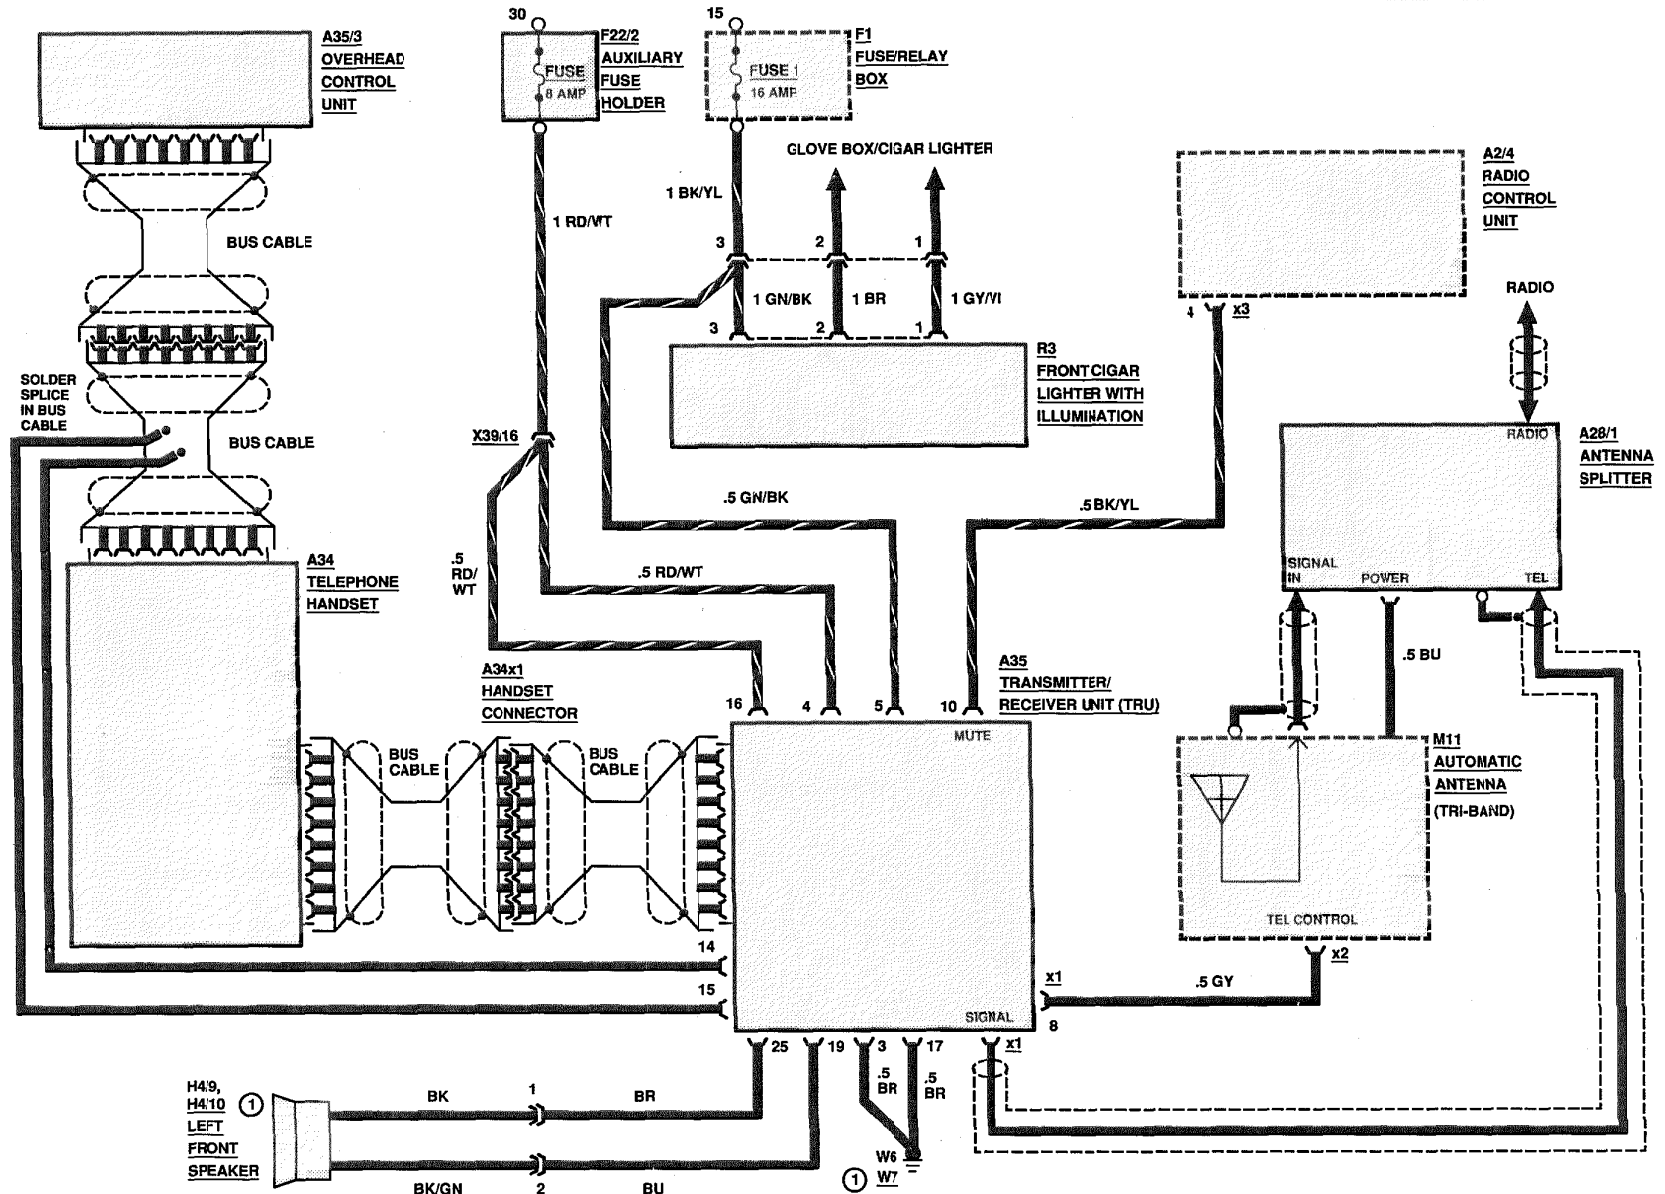 A35/3
OVERHEAD
CONTROL
UNIT
30
F22/2
AUXILIARY
FUSE
HOLDER
FUSE
8 AMP
15
F1
FUSE/RELAY
BOX
FUSE 1
16 AMP
GLOVE BOX/CIGAR LIGHTER
A2/4
RADIO
CONTROL
UNIT
1 BK/YL
1 RD/WT
BUS CABLE
3
2
1
1 GN/BK
1 BR
1 GY/VI
3
2
1
4
x3
RADIO
R3
FRONT CIGAR
LIGHTER WITH
ILLUMINATION
SOLDER
SPLICE
IN BUS
CABLE
BUS CABLE
X39/16
RADIO
A28/1
ANTENNA
SPLITTER
.5 GN/BK
.5 BK/YL
A34
TELEPHONE
HANDSET
.5
RD/
WT
.5 RD/WT
SIGNAL
IN
POWER
TEL
.5 BU
A34x1
HANDSET
CONNECTOR
A35
TRANSMITTER/
RECEIVER UNIT (TRU)
16
4
5
10
MUTE
BUS
CABLE
BUS
CABLE
M11
AUTOMATIC
ANTENNA
(TRI-BAND)
TEL CONTROL
x2
14
15
x1
8
.5 GY
SIGNAL
25
19
3
17
x1
.5
BR
.5
BR
H4/9,
H4/10
LEFT
FRONT
SPEAKER
1
BK
1
BR
BK/GN
2
BU
W6
W7
1